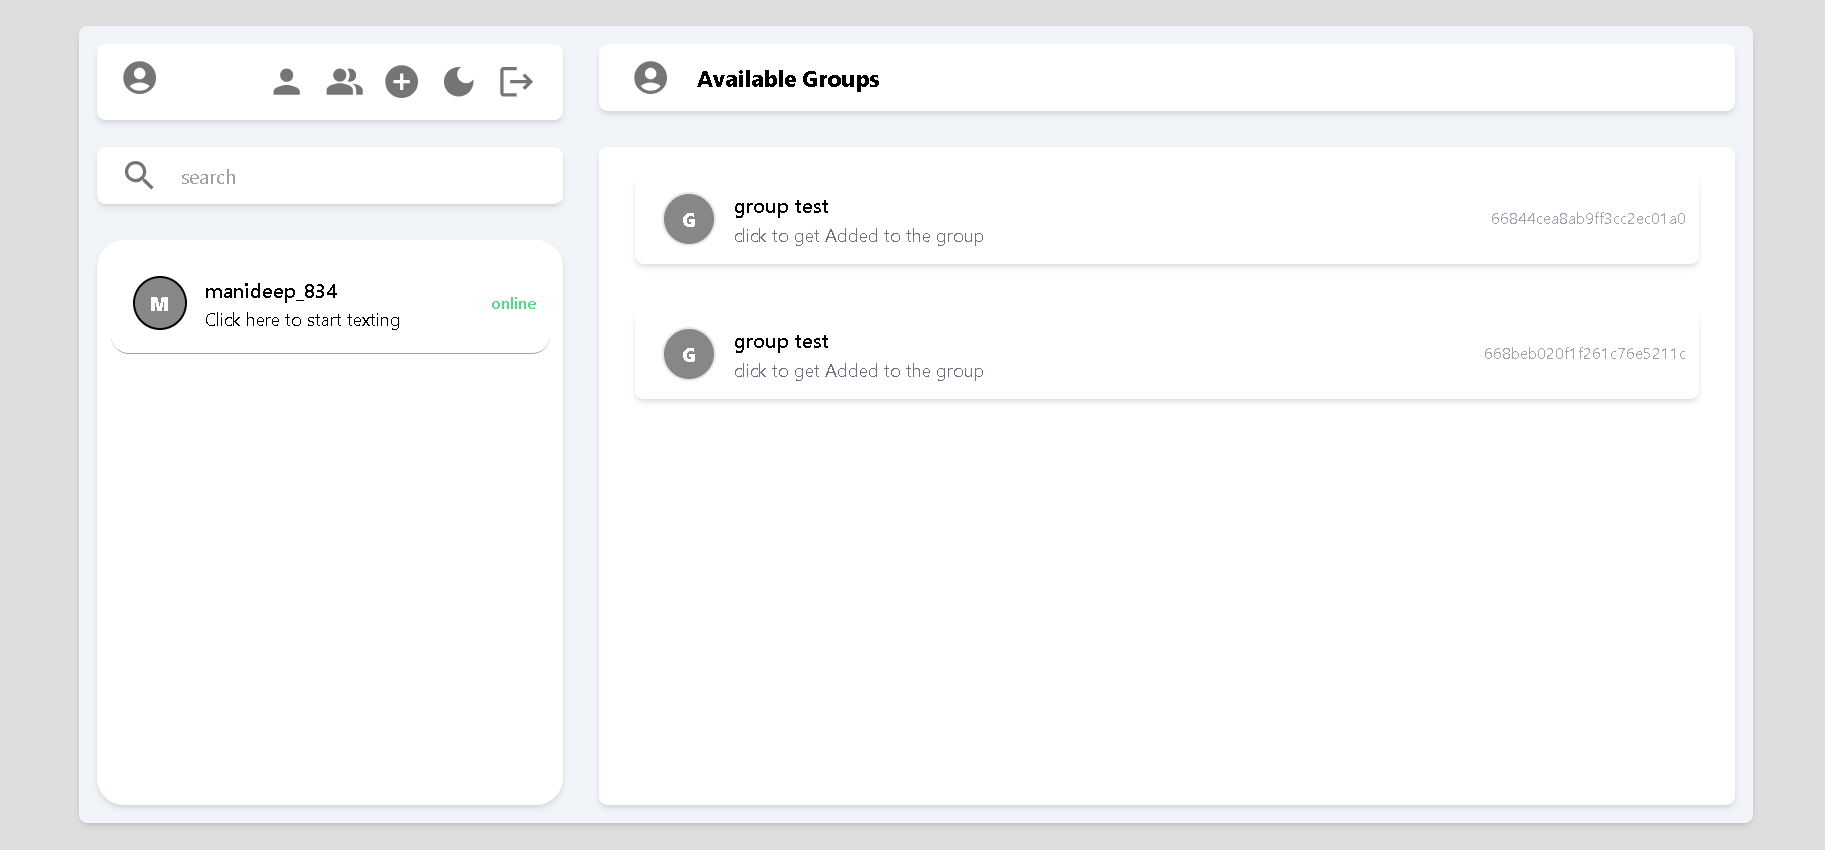 Available Groups
search
M
manideep_834
Click here to start texting
online
G
group test
click to get Added to the group
66844cea8ab9ff3cc2ec01a0
G
group test
click to get Added to the group
668beb020f1f261c76e5211c